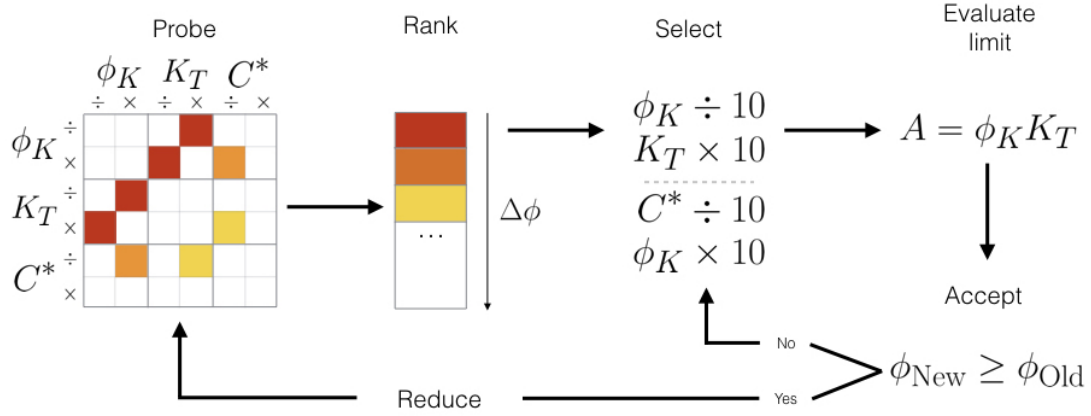 Probe
Rank
Select
Evaluate
limit
ϕ_K K_T C*
÷ × ÷ × ÷ ×
ϕ_K ÷
×
K_T ÷
×
C* ÷
×
Δϕ
...
ϕ_K ÷ 10
K_T × 10
C* ÷ 10
ϕ_K × 10
A = ϕ_K K_T
Accept
ϕ_New ≥ ϕ_Old
No
Yes
Reduce